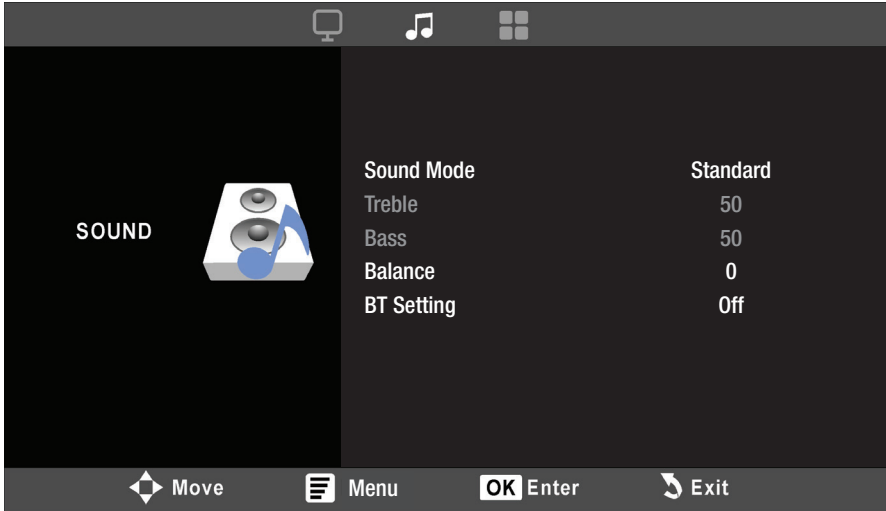 SOUND
Sound Mode Standard
Treble 50
Bass 50
Balance 0
BT Setting Off
Move Menu OK Enter Exit